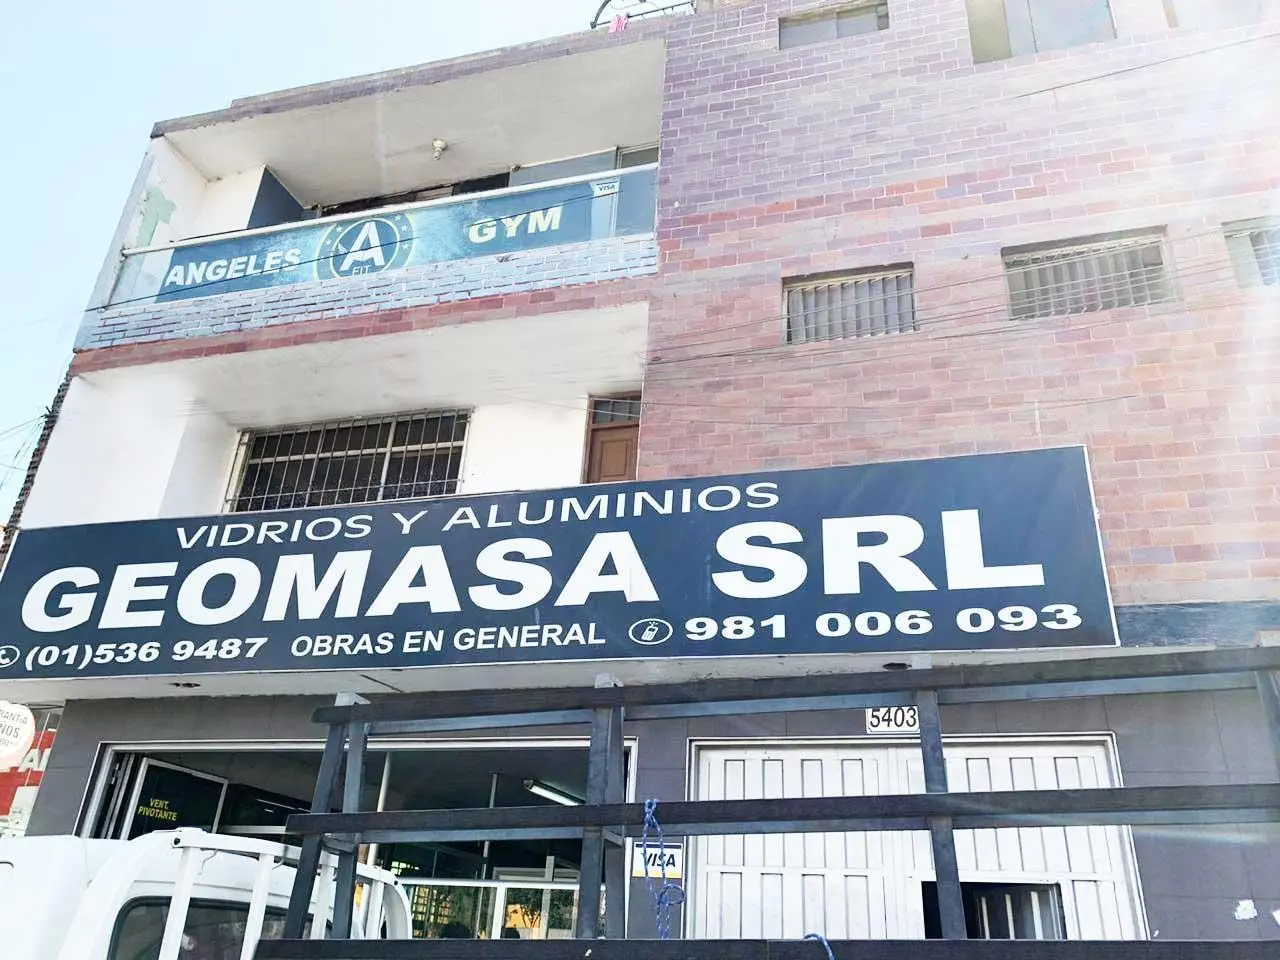 VISA
ANGELES A FIT GYM
VIDRIOS Y ALUMINIOS
GEOMASA SRL
(01)536 9487 OBRAS EN GENERAL 981 006 093
5403
VENT.
PIVOTANTE
VISA